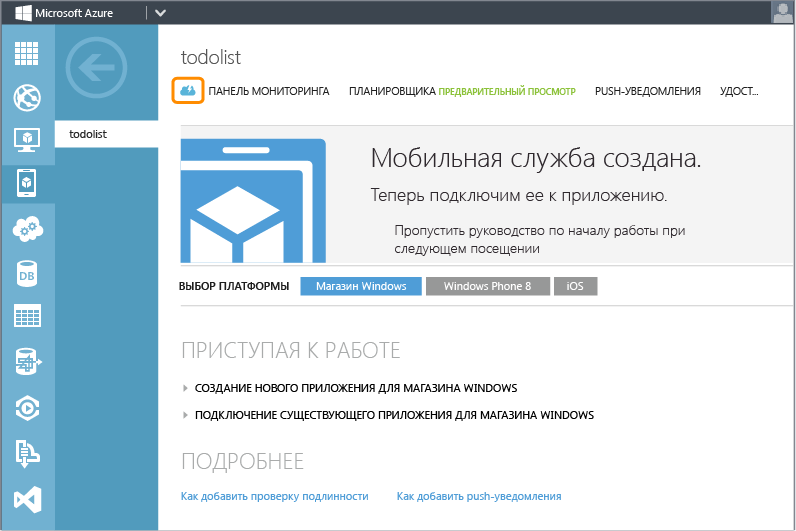 Microsoft Azure
todolist
todolist
ПАНЕЛЬ МОНИТОРИНГА ПЛАНИРОВЩИКА ПРЕДВАРИТЕЛЬНЫЙ ПРОСМОТР PUSH-УВЕДОМЛЕНИЯ УДОСТ...
Мобильная служба создана.
Теперь подключим ее к приложению.
Пропустить руководство по началу работы при
следующем посещении
ВЫБОР ПЛАТФОРМЫ Магазин Windows Windows Phone 8 iOS
ПРИСТУПАЯ К РАБОТЕ
СОЗДАНИЕ НОВОГО ПРИЛОЖЕНИЯ ДЛЯ МАГАЗИНА WINDOWS
ПОДКЛЮЧЕНИЕ СУЩЕСТВУЮЩЕГО ПРИЛОЖЕНИЯ ДЛЯ МАГАЗИНА WINDOWS
ПОДРОБНЕЕ
Как добавить проверку подлинности Как добавить push-уведомления
DB